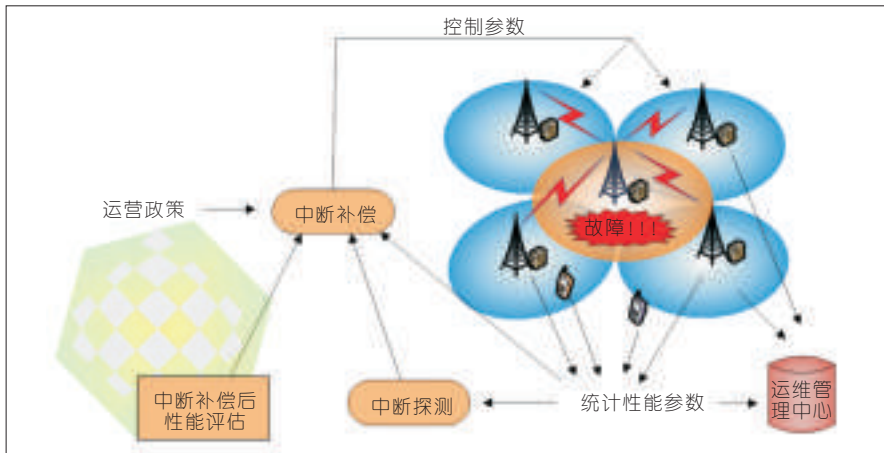 控制参数
运营政策
中断补偿
故障!!!
中断补偿后
性能评估
中断探测
统计性能参数
运维管
理中心